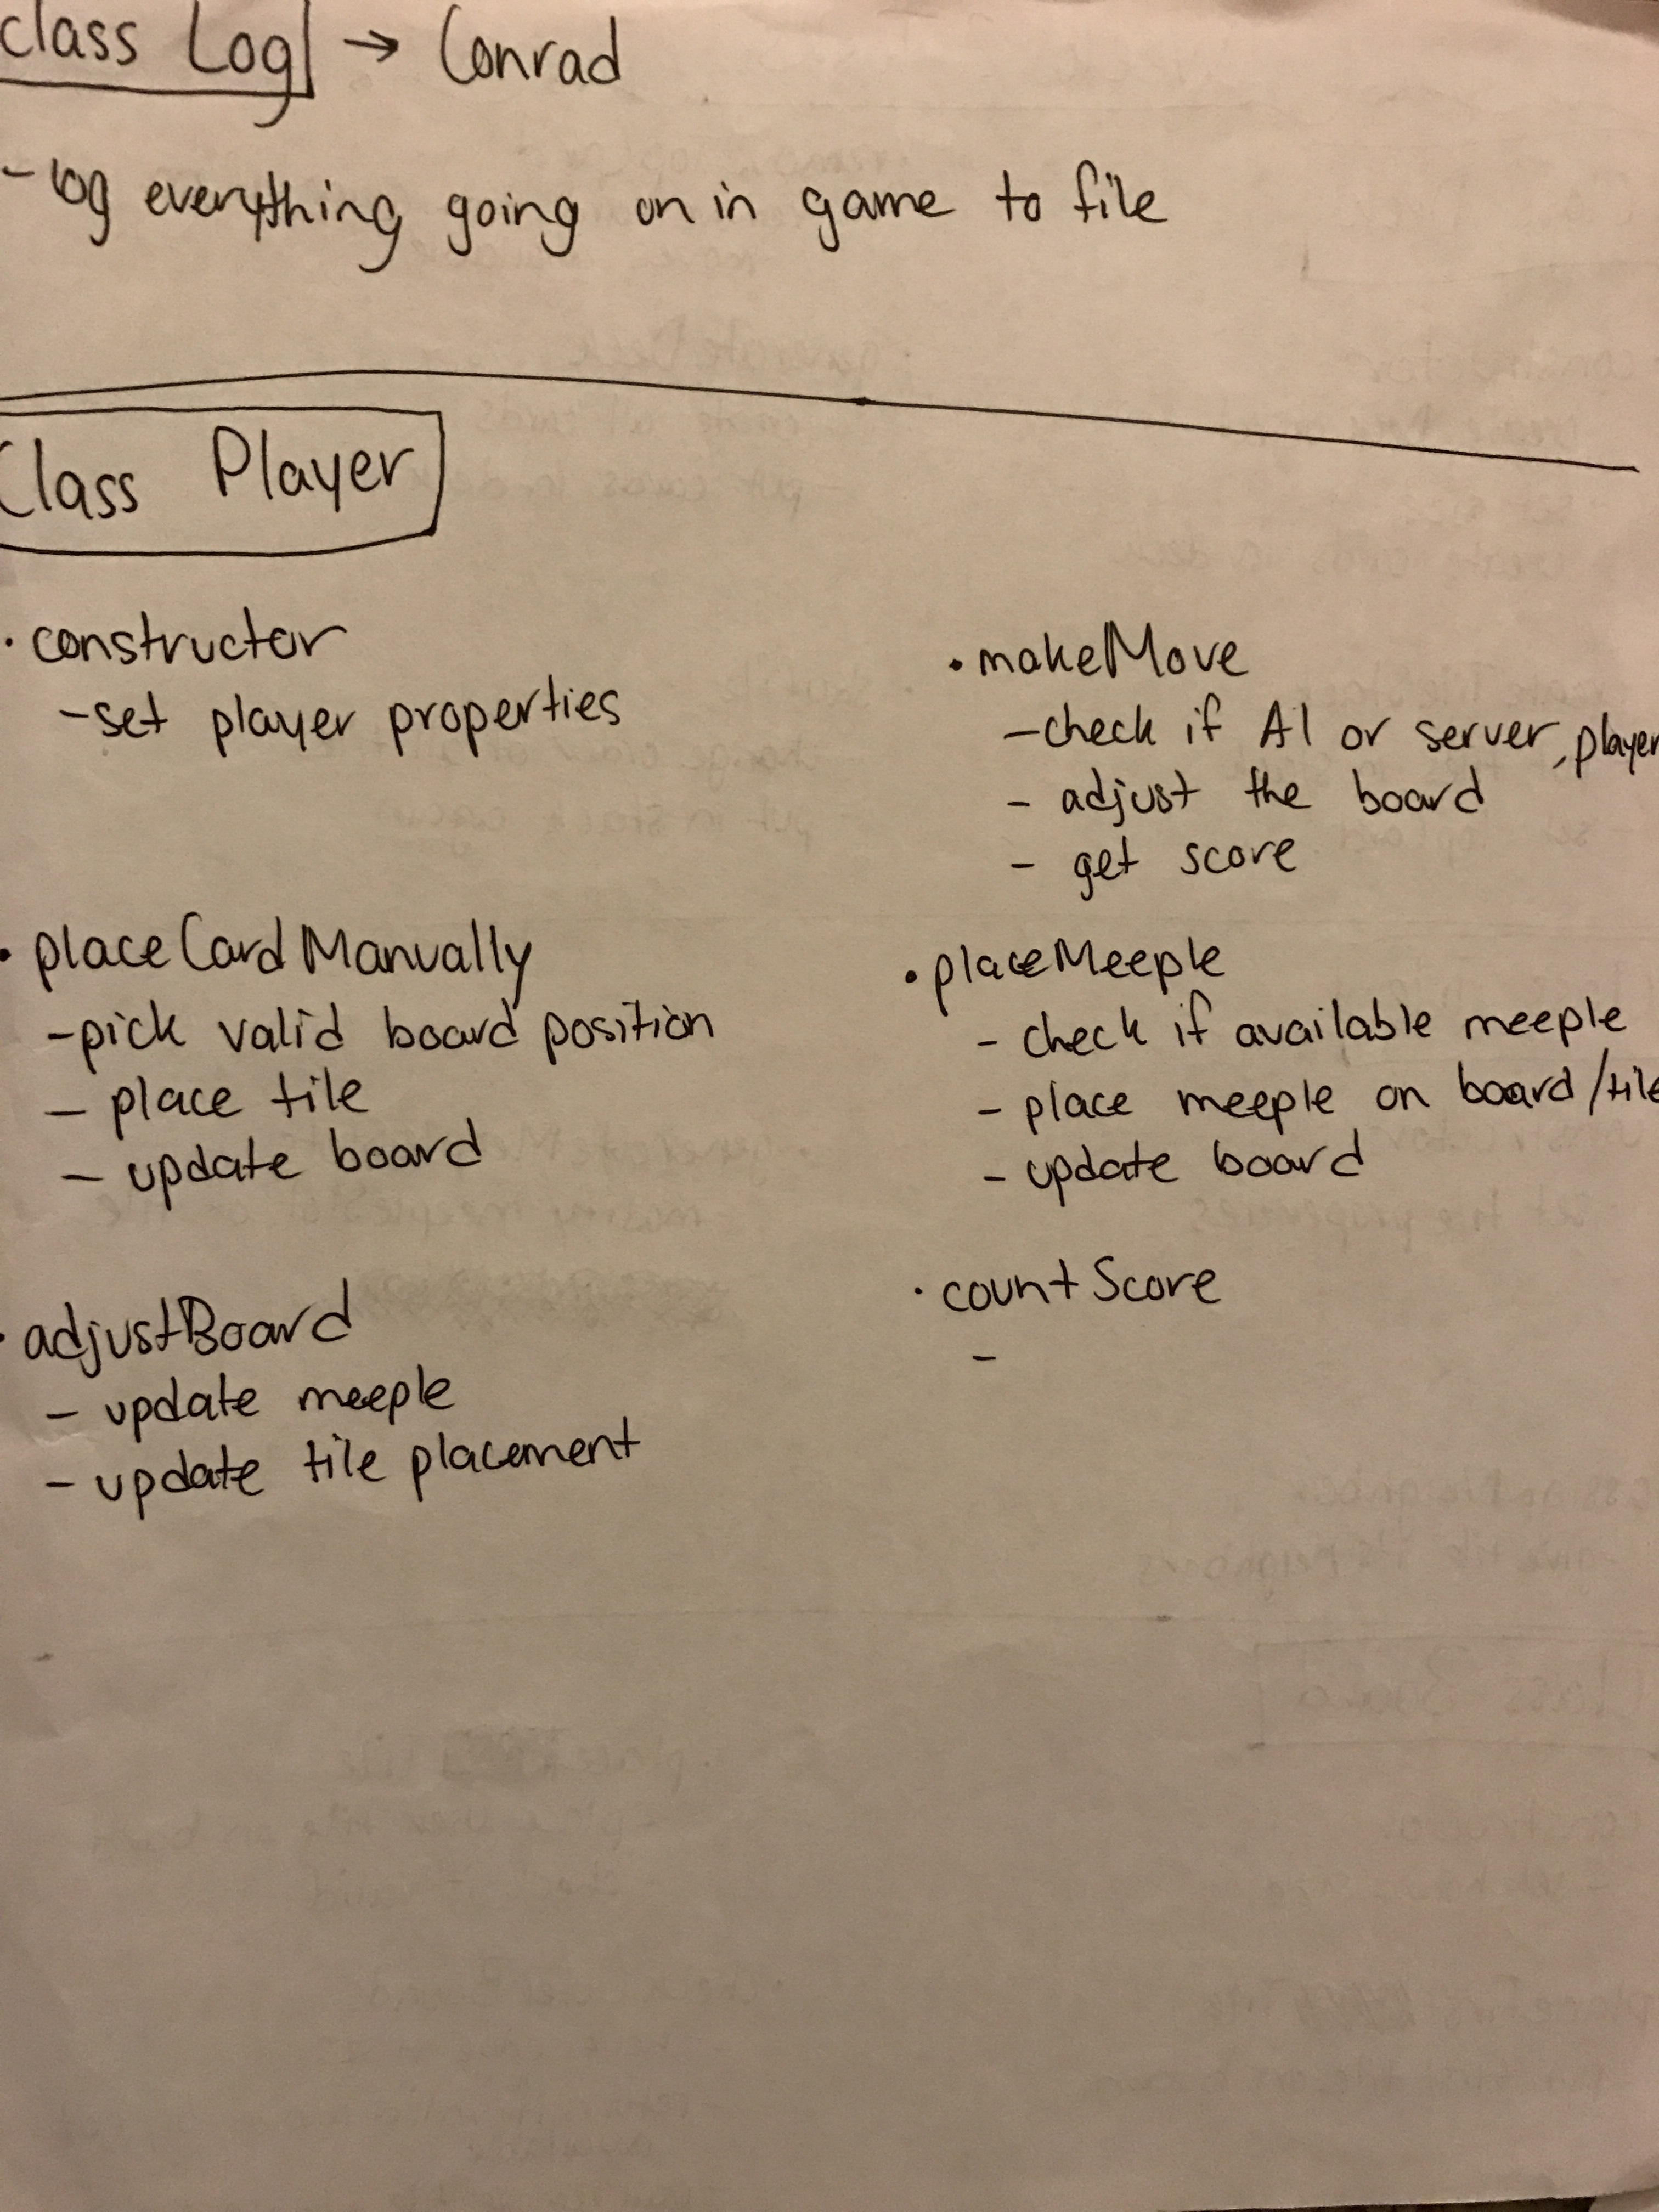 class Log → Conrad
- log everything going on in game to file
Class Player
· constructor
- set player properties
· makeMove
- check if AI or server, player
- adjust the board
- get score
· placeCardManually
- pick valid board position
- place tile
- update board
· placeMeeple
- check if available meeple
- place meeple on board/tile
- update board
· adjustBoard
- update meeple
- update tile placement
· countScore
-